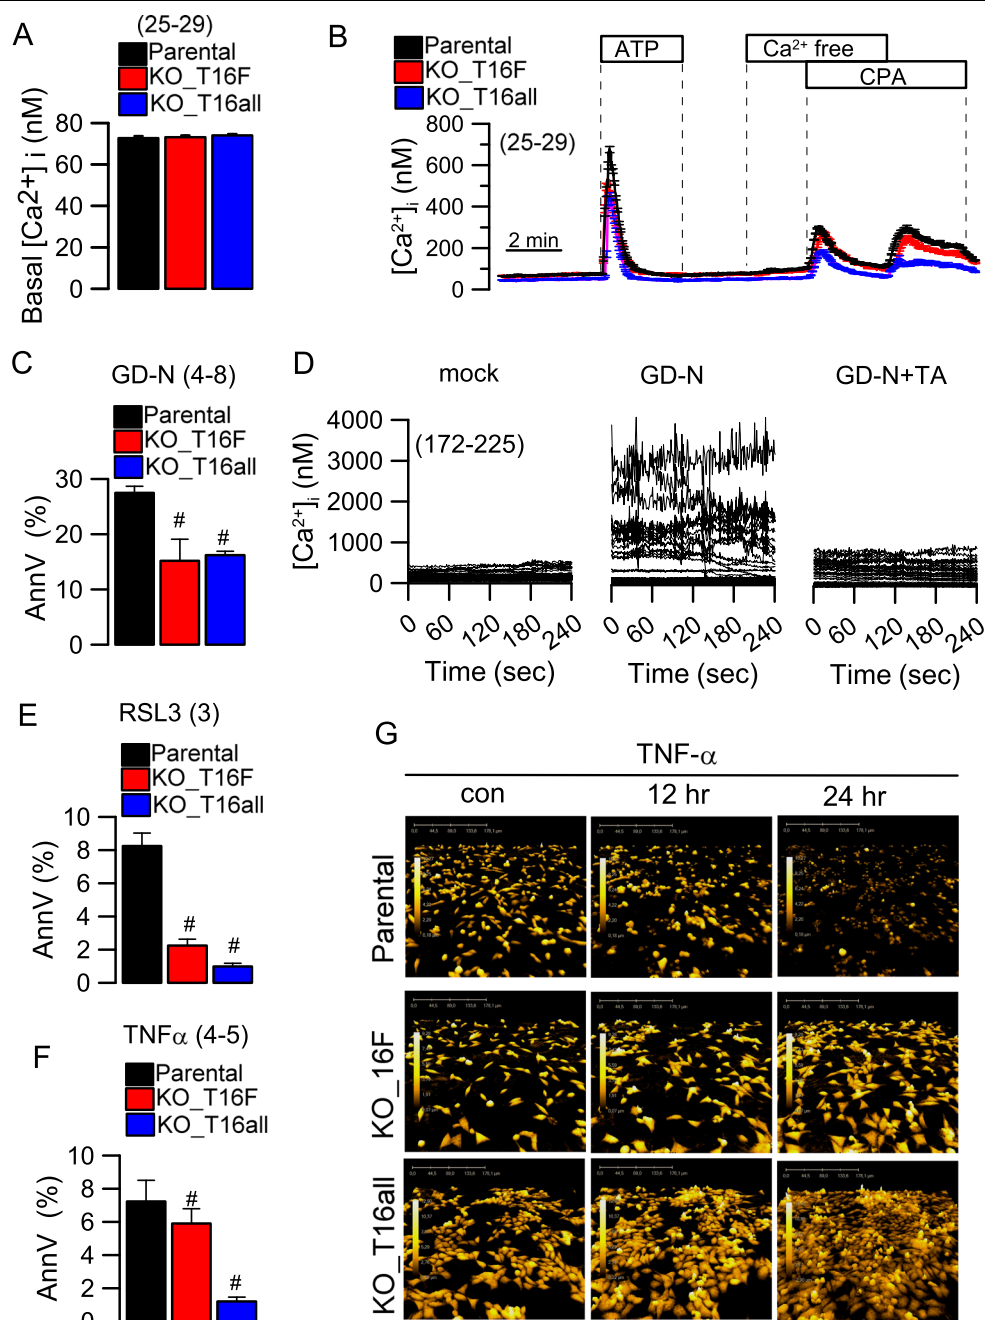 A
(25-29)
Parental
KO_T16F
KO_T16all
Basal [Ca2+] i (nM)
80
60
40
20
0
B
Parental
KO_T16F
KO_T16all
ATP
Ca2+ free
CPA
(25-29)
2 min
[Ca2+]i (nM)
800
600
400
200
0
C
GD-N (4-8)
Parental
KO_T16F
KO_T16all
AnnV (%)
30
20
10
0
#
#
D
mock
GD-N
GD-N+TA
(172-225)
[Ca2+]i (nM)
4000
3000
2000
1000
0
0 60 120 180 240
0 60 120 180 240
0 60 120 180 240
Time (sec)
Time (sec)
Time (sec)
E
RSL3 (3)
Parental
KO_T16F
KO_T16all
AnnV (%)
10
8
6
4
2
0
#
#
F
TNFα (4-5)
Parental
KO_T16F
KO_T16all
AnnV (%)
10
8
6
4
2
#
#
G
TNF-α
con
12 hr
24 hr
Parental
KO_16F
KO_T16all